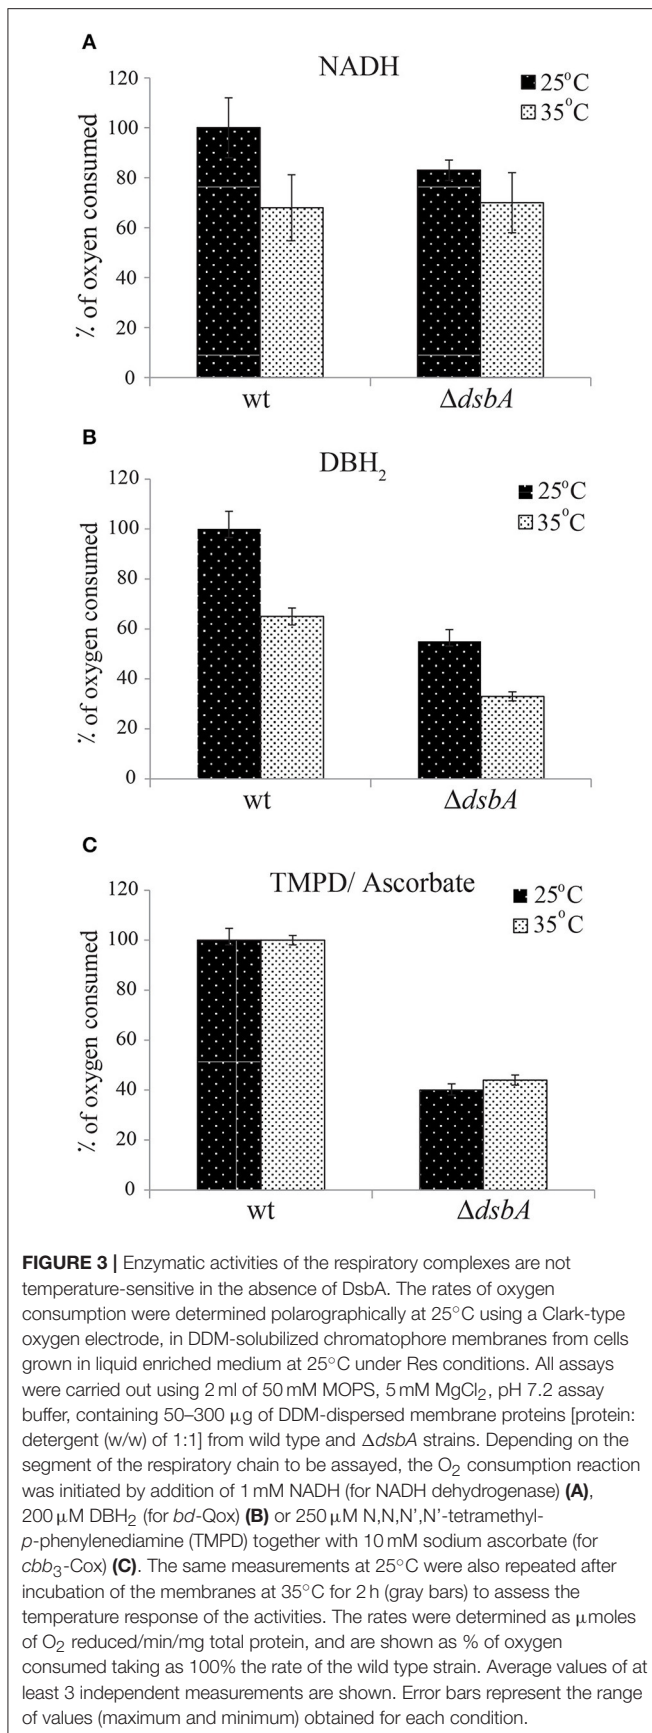 A
NADH
25°C
35°C
% of oxyen consumed
120
100
80
60
40
20
0
wt
ΔdsbA
B
DBH₂
25°C
35°C
% of oxygen consumed
120
100
80
60
40
20
0
wt
ΔdsbA
C
TMPD/ Ascorbate
25°C
35°C
% of oxygen consumed
120
100
80
60
40
20
0
wt
ΔdsbA
FIGURE 3 | Enzymatic activities of the respiratory complexes are not
temperature-sensitive in the absence of DsbA. The rates of oxygen
consumption were determined polarographically at 25°C using a Clark-type
oxygen electrode, in DDM-solubilized chromatophore membranes from cells
grown in liquid enriched medium at 25°C under Res conditions. All assays
were carried out using 2 ml of 50 mM MOPS, 5 mM MgCl₂, pH 7.2 assay
buffer, containing 50–300 μg of DDM-dispersed membrane proteins [protein:
detergent (w/w) of 1:1] from wild type and ΔdsbA strains. Depending on the
segment of the respiratory chain to be assayed, the O₂ consumption reaction
was initiated by addition of 1 mM NADH (for NADH dehydrogenase) (A),
200 μM DBH₂ (for bd-Qox) (B) or 250 μM N,N,N',N'-tetramethyl-
p-phenylenediamine (TMPD) together with 10 mM sodium ascorbate (for
cbb₃-Cox) (C). The same measurements at 25°C were also repeated after
incubation of the membranes at 35°C for 2 h (gray bars) to assess the
temperature response of the activities. The rates were determined as μmoles
of O₂ reduced/min/mg total protein, and are shown as % of oxygen
consumed taking as 100% the rate of the wild type strain. Average values of at
least 3 independent measurements are shown. Error bars represent the range
of values (maximum and minimum) obtained for each condition.